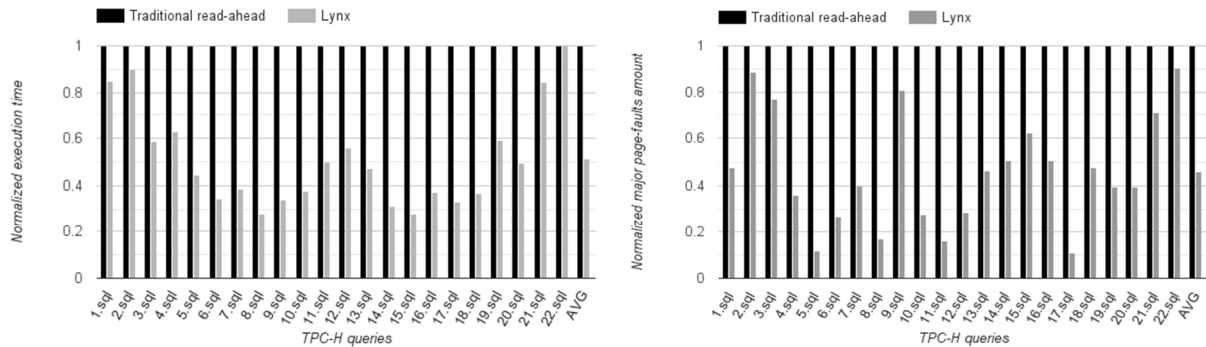 Traditional read-ahead Lynx
Normalized execution time
1
0.8
0.6
0.4
0.2
0
1.sql 2.sql 3.sql 4.sql 5.sql 6.sql 7.sql 8.sql 9.sql 10.sql 11.sql 12.sql 13.sql 14.sql 15.sql 16.sql 17.sql 18.sql 19.sql 20.sql 21.sql 22.sql AVG
TPC-H queries
Traditional read-ahead Lynx
Normalized major page-faults amount
1
0.8
0.6
0.4
0.2
0
1.sql 2.sql 3.sql 4.sql 5.sql 6.sql 7.sql 8.sql 9.sql 10.sql 11.sql 12.sql 13.sql 14.sql 15.sql 16.sql 17.sql 18.sql 19.sql 20.sql 21.sql 22.sql AVG
TPC-H queries